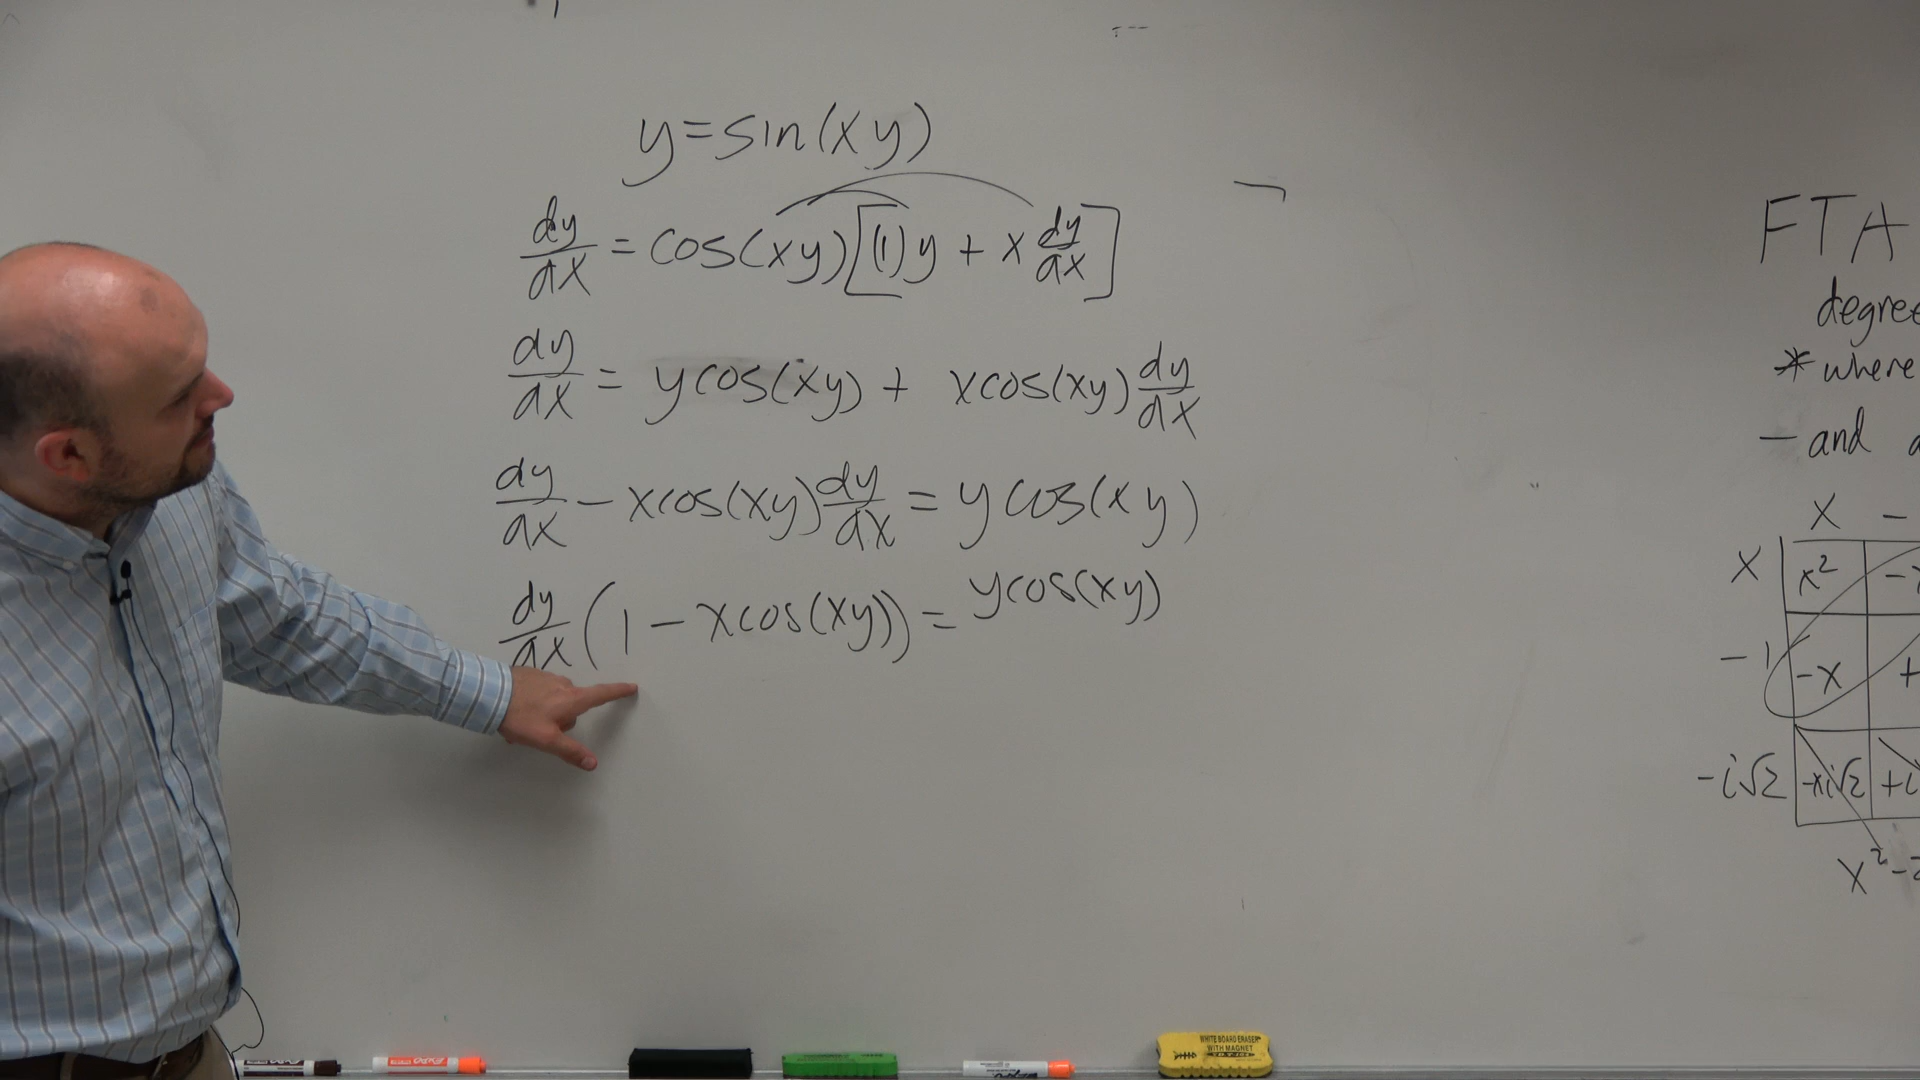 y = sin(xy)
dy/dx = cos(xy)[(1)y + x dy/dx]
dy/dx = ycos(xy) + xcos(xy) dy/dx
dy/dx - xcos(xy) dy/dx = ycos(xy)
dy/dx (1 - xcos(xy)) = ycos(xy)
FTA
degree
* where
- and
x -
x x²
-1 -x +
-i√2 -xi√2 +i
x² -
WHITE BOARD ERASER
WITH MAGNET
EXPO